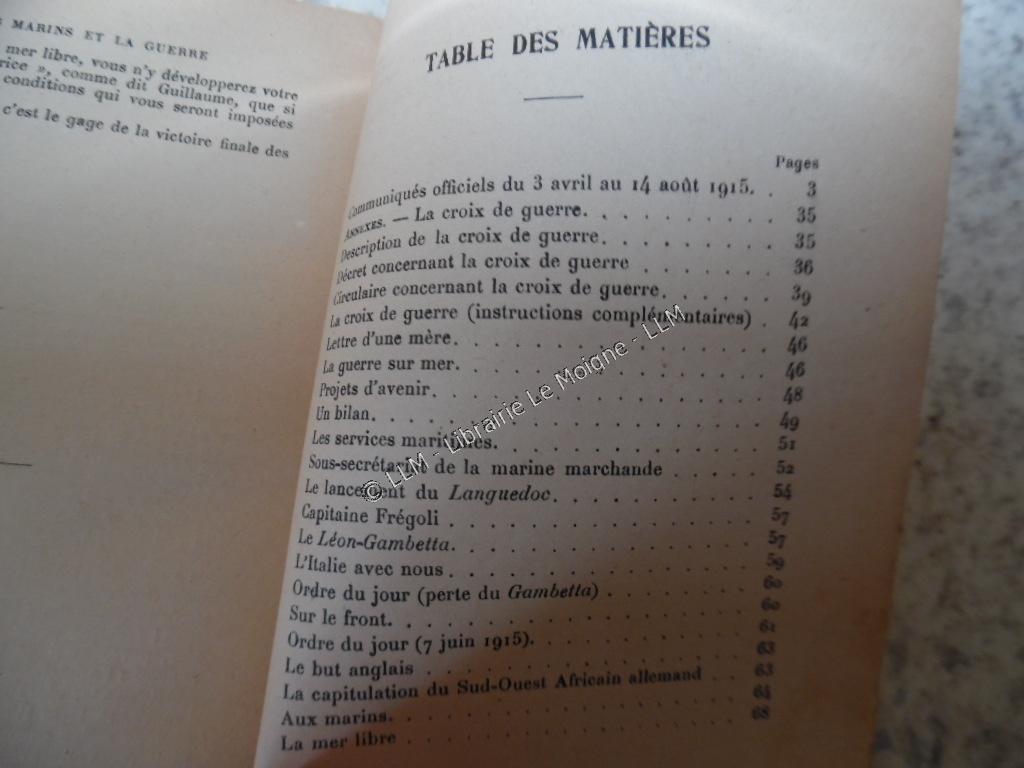 MARINS ET LA GUERRE
mer libre, vous n'y développerez votre
rice », comme dit Guillaume, que si
conditions qui vous seront imposées
c'est le gage de la victoire finale des
TABLE DES MATIÈRES
Pages
Communiqués officiels du 3 avril au 14 août 1915. . 3
ANNEXES. — La croix de guerre. . . . . . . . . 35
Description de la croix de guerre. . . . . . . . 35
Décret concernant la croix de guerre . . . . . . 36
Circulaire concernant la croix de guerre. . . . . . 39
La croix de guerre (instructions complémentaires) . 42
Lettre d'une mère. . . . . . . . . . . . 46
La guerre sur mer. . . . . . . . . . . . 46
Projets d'avenir. . . . . . . . . . . . . 48
Un bilan. . . . . . . . . . . . . . . 49
Les services maritimes. . . . . . . . . . . 51
Sous-secrétariat de la marine marchande . . . . . 52
Le lancement du Languedoc. . . . . . . . . 54
Capitaine Frégoli . . . . . . . . . . . . 57
Le Léon-Gambetta. . . . . . . . . . . . 57
L'Italie avec nous . . . . . . . . . . . . 59
Ordre du jour (perte du Gambetta) . . . . . . . 60
Sur le front. . . . . . . . . . . . . . 60
Ordre du jour (7 juin 1915). . . . . . . . . 61
Le but anglais . . . . . . . . . . . . . 63
La capitulation du Sud-Ouest Africain allemand . . 63
Aux marins. . . . . . . . . . . . . . 64
La mer libre . . . . . . . . . . . . . 68
© LLM - Librairie Le Moigne - LLM